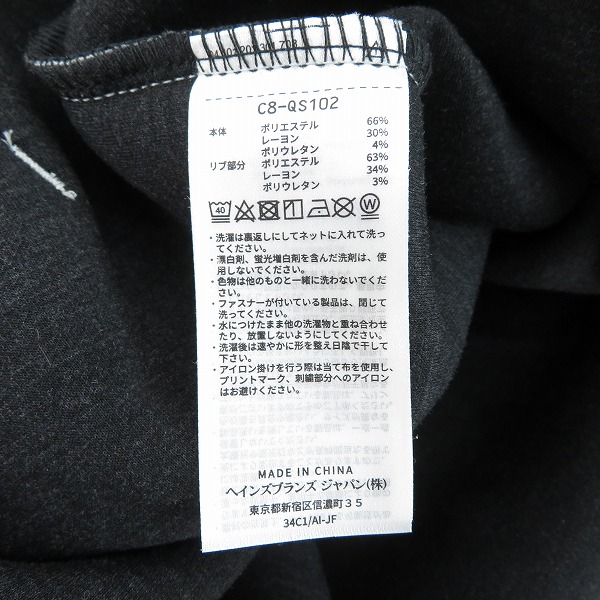 C8-QS102
本体 ポリエステル 66%
レーヨン 30%
ポリウレタン 4%
リブ部分 ポリエステル 63%
レーヨン 34%
ポリウレタン 3%
40 W
・洗濯は裏返しにしてネットに入れて洗っ
てください。
・漂白剤、蛍光増白剤を含んだ洗剤は、使
用しないでください。
・色物は他のものと一緒に洗わないでくだ
さい。
・ファスナーが付いている製品は、閉じて
洗ってください。
・水につけたまま他の洗濯物と重ね合わせ
たり、放置しないようにしてください。
・洗濯後は速やかに形を整え日陰で干して
下さい。
・アイロン掛けを行う際は当て布を使用し、
プリントマーク、刺繍部分へのアイロン
はお避けください。
MADE IN CHINA
ヘインズブランズ ジャパン(株)
東京都新宿区信濃町35
34C1/AI-JF